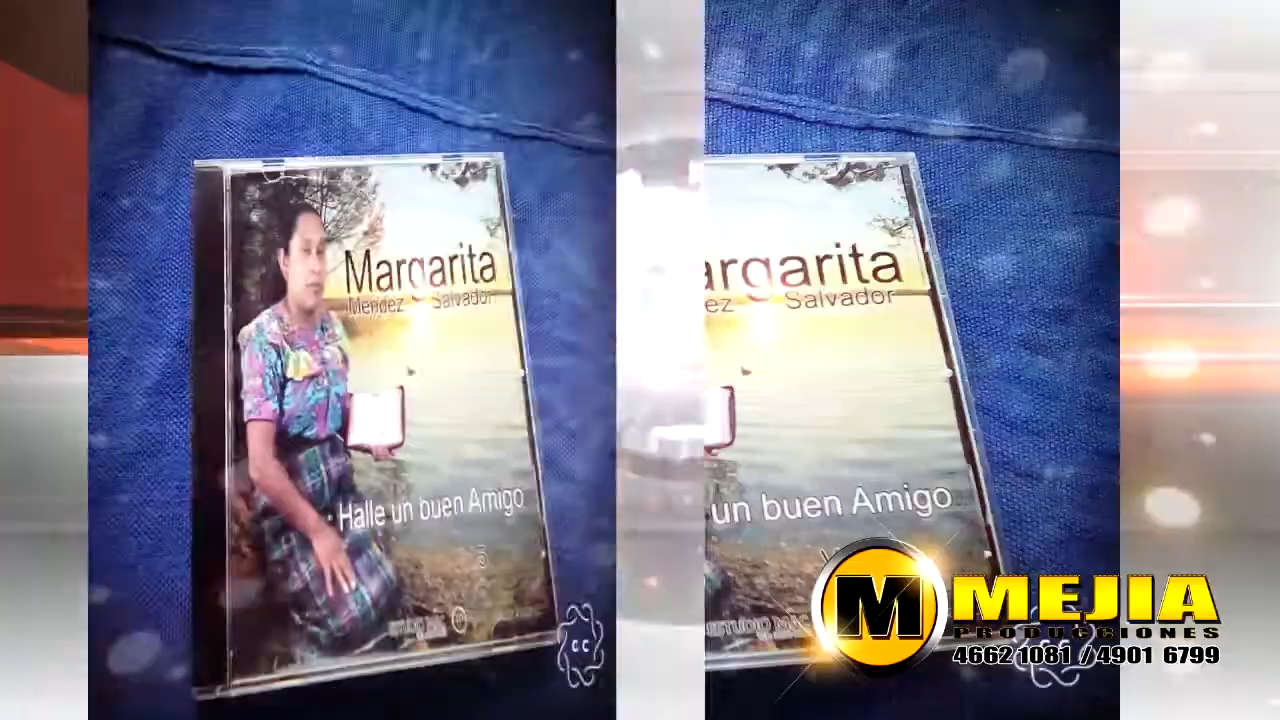 Margarita
Mendez Salvador
Halle un buen Amigo
argarita
ez Salvador
un buen Amigo
M MEJIA
PRODUCCIONES
4662 1081 / 4901 6799
CC